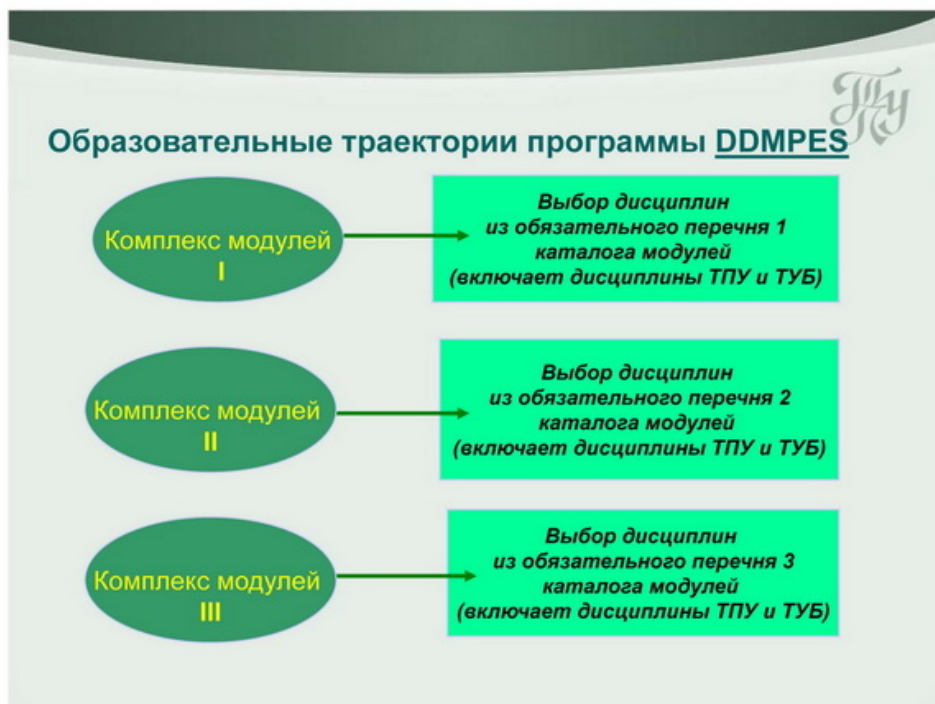 ТПУ
Образовательные траектории программы DDMPES
Комплекс модулей
I
Выбор дисциплин
из обязательного перечня 1
каталога модулей
(включает дисциплины ТПУ и ТУБ)
Комплекс модулей
II
Выбор дисциплин
из обязательного перечня 2
каталога модулей
(включает дисциплины ТПУ и ТУБ)
Комплекс модулей
III
Выбор дисциплин
из обязательного перечня 3
каталога модулей
(включает дисциплины ТПУ и ТУБ)